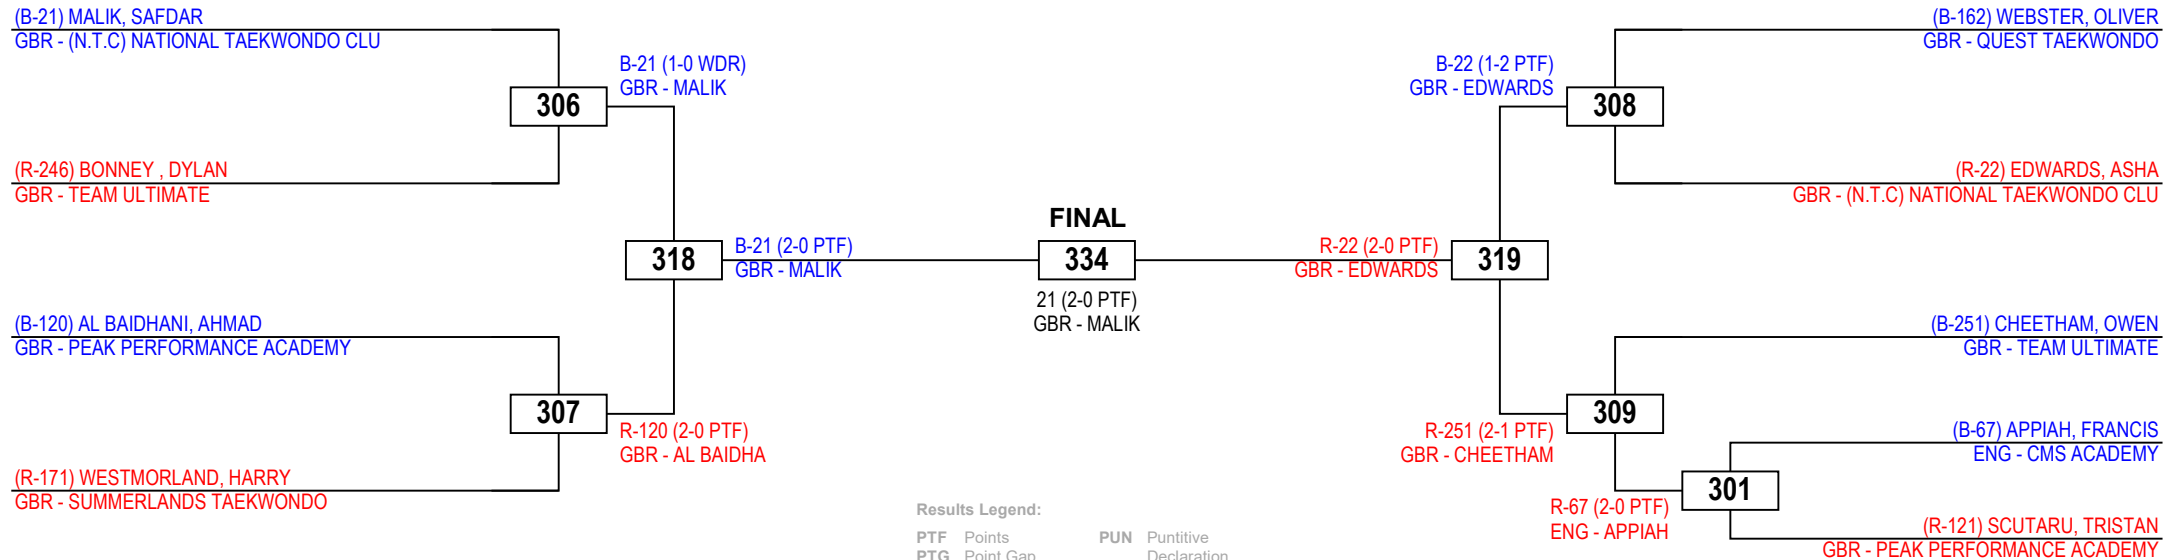 (B-21) MALIK, SAFDAR
GBR - (N.T.C) NATIONAL TAEKWONDO CLU
306
B-21 (1-0 WDR)
GBR - MALIK
(R-246) BONNEY , DYLAN
GBR - TEAM ULTIMATE
318
B-21 (2-0 PTF)
GBR - MALIK
(B-120) AL BAIDHANI, AHMAD
GBR - PEAK PERFORMANCE ACADEMY
307
R-120 (2-0 PTF)
GBR - AL BAIDHA
(R-171) WESTMORLAND, HARRY
GBR - SUMMERLANDS TAEKWONDO
FINAL
334
21 (2-0 PTF)
GBR - MALIK
(B-162) WEBSTER, OLIVER
GBR - QUEST TAEKWONDO
B-22 (1-2 PTF)
GBR - EDWARDS
308
(R-22) EDWARDS, ASHA
GBR - (N.T.C) NATIONAL TAEKWONDO CLU
R-22 (2-0 PTF)
GBR - EDWARDS
319
(B-251) CHEETHAM, OWEN
GBR - TEAM ULTIMATE
309
R-251 (2-1 PTF)
GBR - CHEETHAM
(B-67) APPIAH, FRANCIS
ENG - CMS ACADEMY
301
R-67 (2-0 PTF)
ENG - APPIAH
(R-121) SCUTARU, TRISTAN
GBR - PEAK PERFORMANCE ACADEMY
Results Legend:
PTF Points PUN Puntitive
PTG Point Gap Declaration